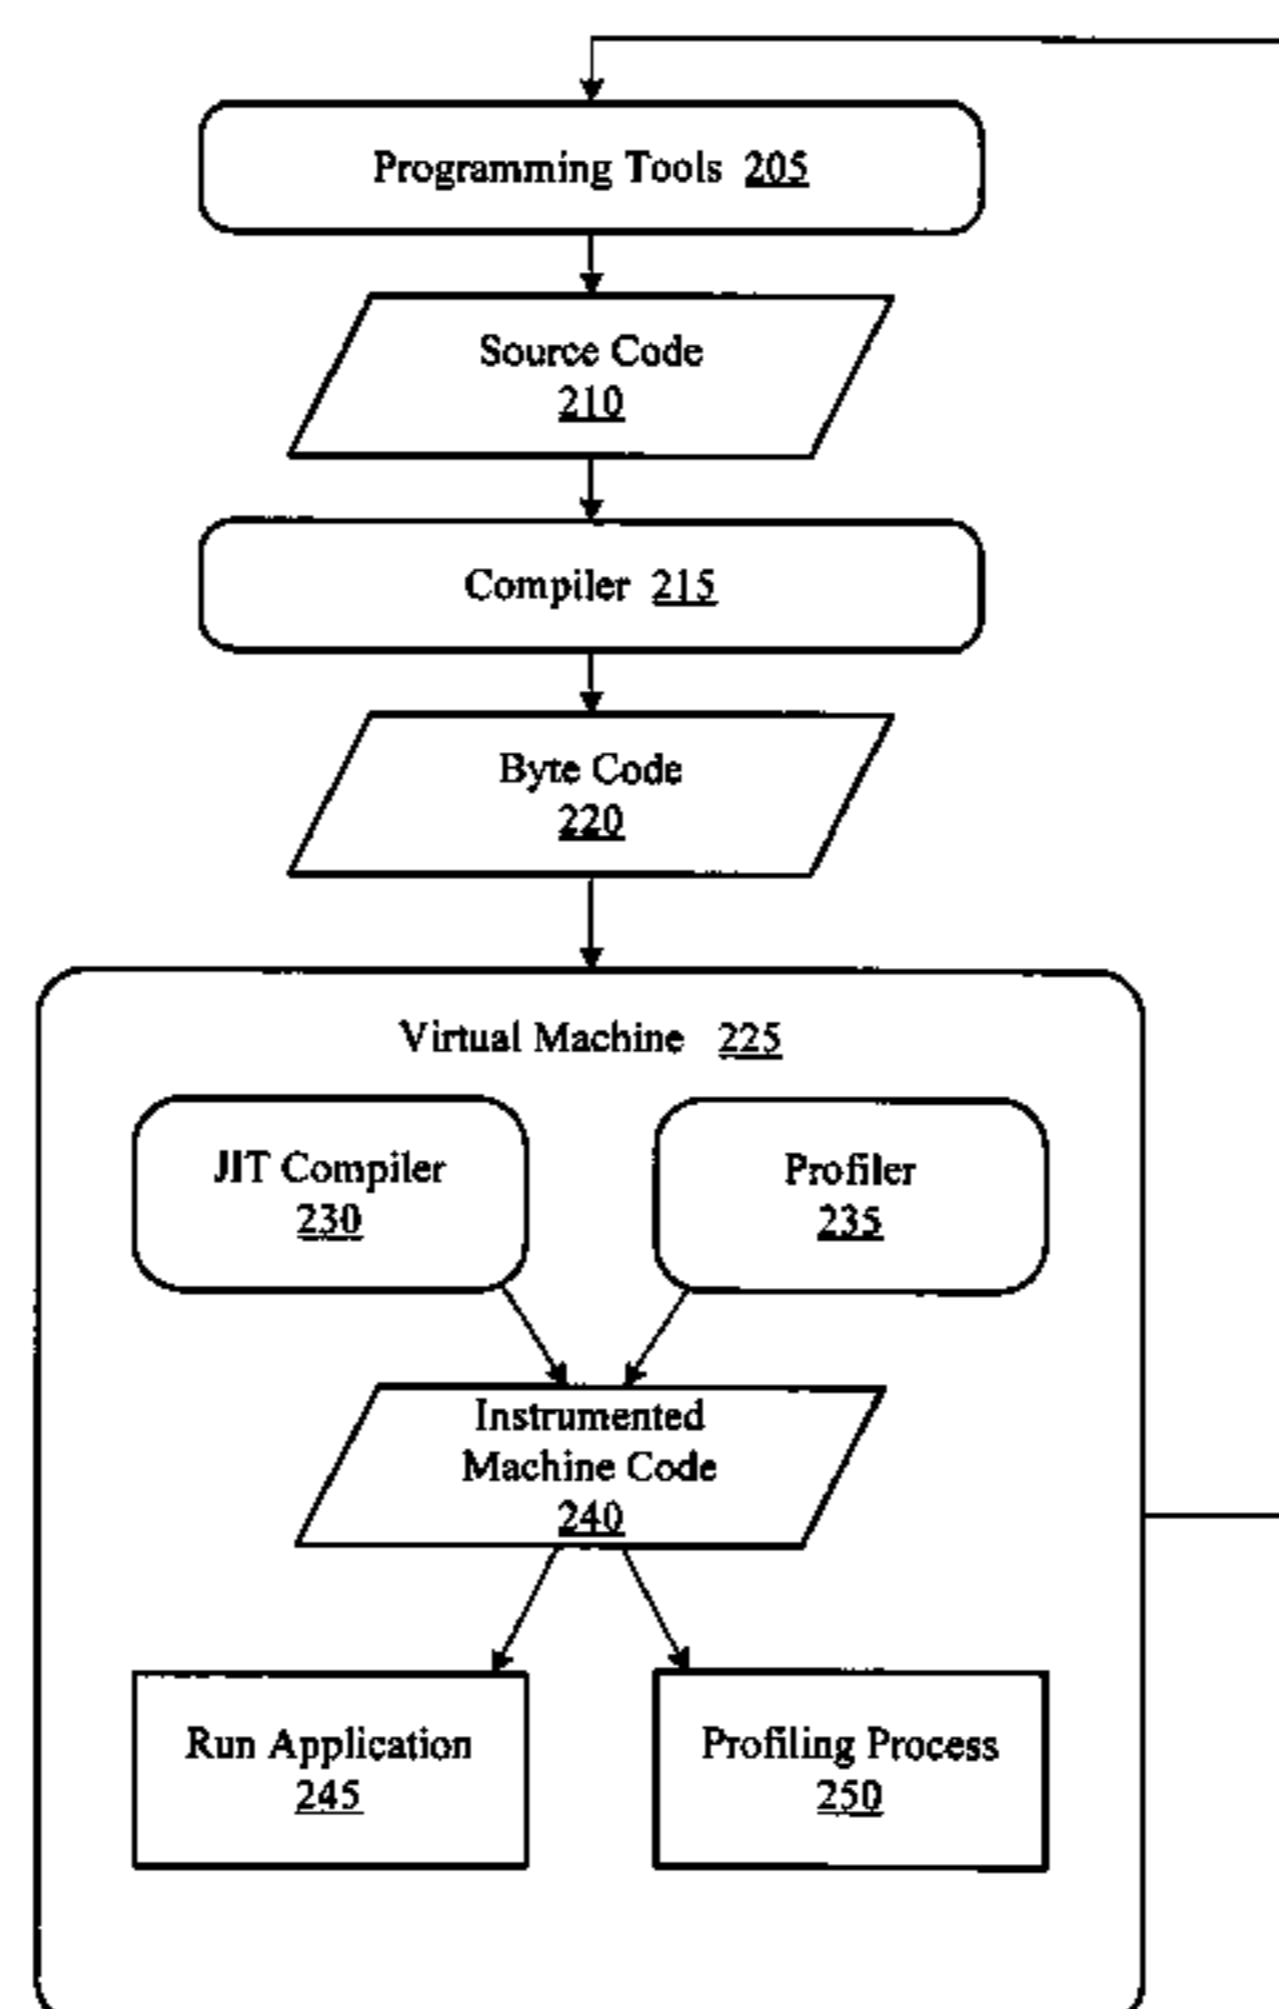 Programming Tools 205
Source Code
210
Compiler 215
Byte Code
220
Virtual Machine 225
JIT Compiler
230
Profiler
235
Instrumented
Machine Code
240
Run Application
245
Profiling Process
250